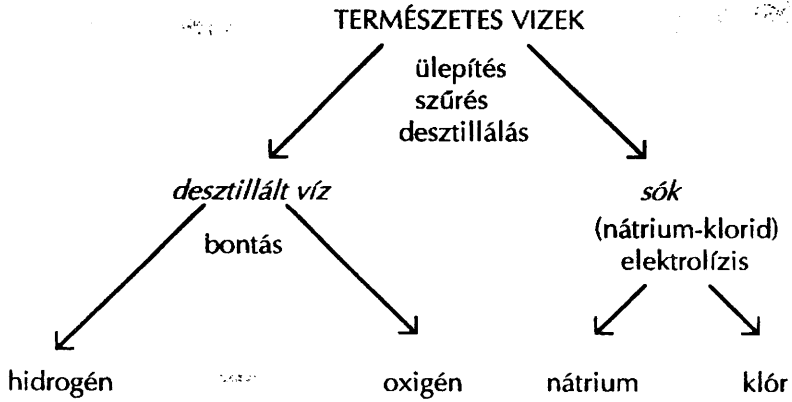 TERMÉSZETES VIZEK
ülepítés
szűrés
desztillálás
desztillált víz
sók
bontás
(nátrium-klorid)
elektrolízis
hidrogén
oxigén
nátrium
klór